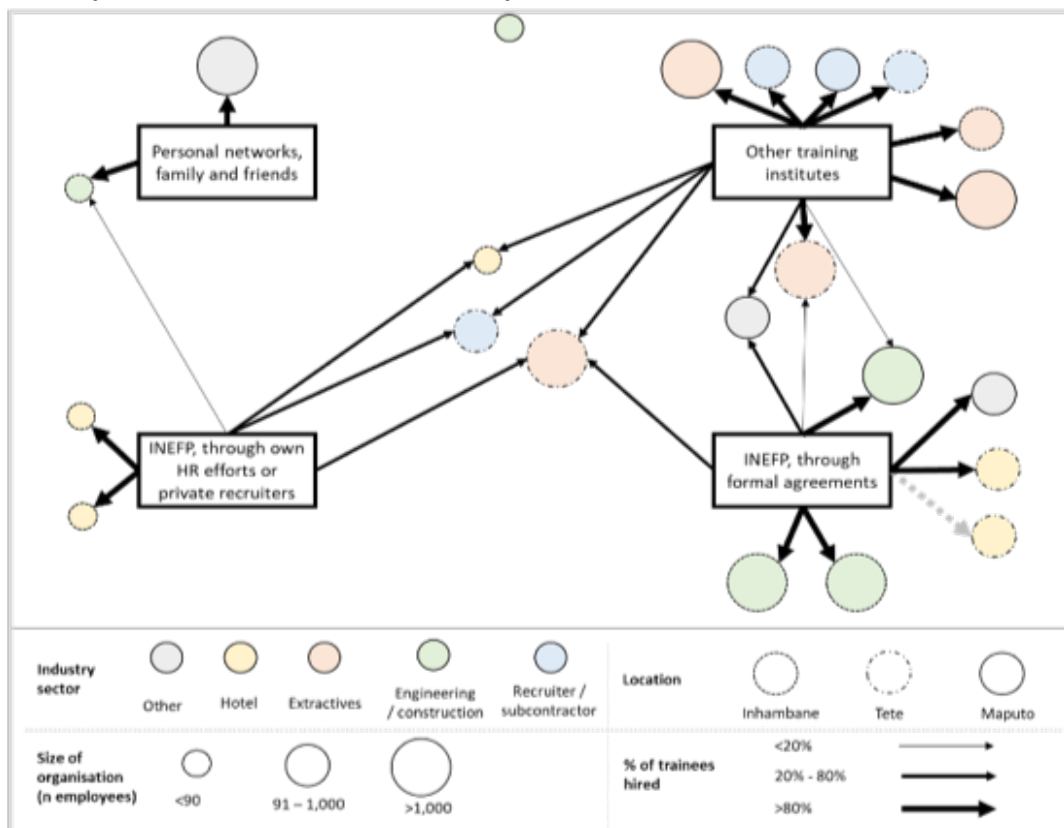 Personal networks,
family and friends
Other training
institutes
INEFP, through own
HR efforts or
private recruiters
INEFP, through
formal agreements
Industry
sector
Other
Hotel
Extractives
Engineering
/ construction
Recruiter /
subcontractor
Location
Inhambane
Tete
Maputo
Size of
organisation
(n employees)
<90
91 – 1,000
>1,000
% of trainees
hired
<20%
20% - 80%
>80%